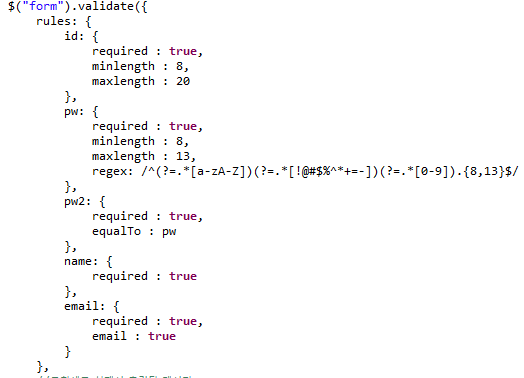 $("form").validate({
rules: {
id: {
required : true,
minlength : 8,
maxlength : 20
},
pw: {
required : true,
minlength : 8,
maxlength : 13,
regex: /^(?=.*[a-zA-Z])(?=.*[!@#$%^*+=-])(?=.*[0-9]).{8,13}$/
},
pw2: {
required : true,
equalTo : pw
},
name: {
required : true
},
email: {
required : true,
email : true
}
},